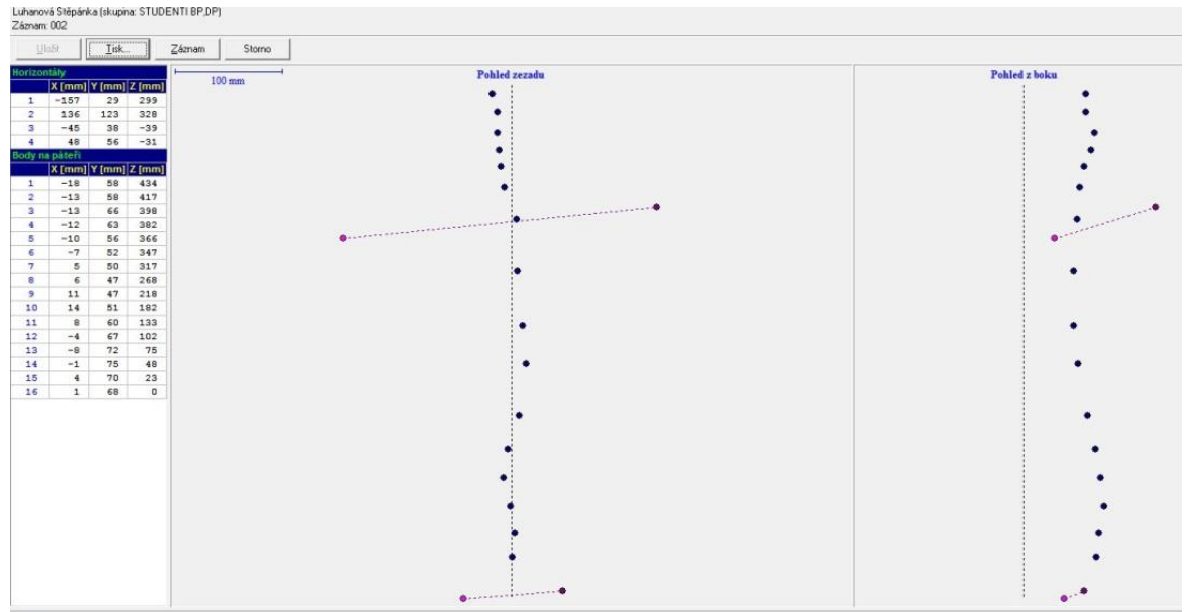 Luhanová Štěpánka (skupina: STUDENTI BP,DP)
Záznam: 002
Uložit Tisk... Záznam Storno
Horizontály
X [mm] Y [mm] Z [mm]
1 -157 29 299
2 136 123 328
3 -45 38 -39
4 48 56 -31
Body na páteři
X [mm] Y [mm] Z [mm]
1 -18 58 434
2 -13 58 417
3 -13 66 398
4 -12 63 382
5 -10 56 366
6 -7 52 347
7 5 50 317
8 6 47 268
9 11 47 218
10 14 51 182
11 8 60 133
12 -4 67 102
13 -8 72 75
14 -1 75 48
15 4 70 23
16 1 68 0
100 mm
Pohled zezadu
Pohled z boku